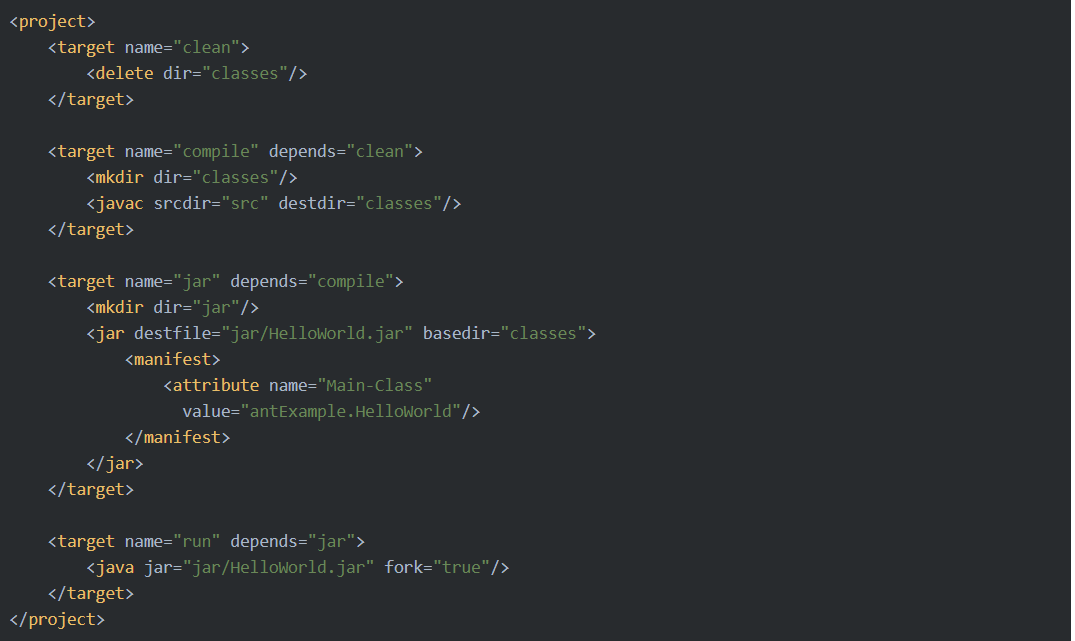 <project>
    <target name="clean">
        <delete dir="classes"/>
    </target>

    <target name="compile" depends="clean">
        <mkdir dir="classes"/>
        <javac srcdir="src" destdir="classes"/>
    </target>

    <target name="jar" depends="compile">
        <mkdir dir="jar"/>
        <jar destfile="jar/HelloWorld.jar" basedir="classes">
            <manifest>
                <attribute name="Main-Class"
                  value="antExample.HelloWorld"/>
            </manifest>
        </jar>
    </target>

    <target name="run" depends="jar">
        <java jar="jar/HelloWorld.jar" fork="true"/>
    </target>
</project>